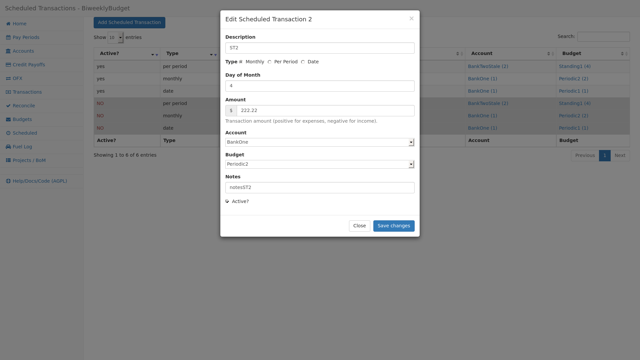 Scheduled Transactions - BiweeklyBudget
Home
Pay Periods
Accounts
Credit Payoffs
OFX
Transactions
Reconcile
Budgets
Scheduled
Fuel Log
Projects / BoM
Help/Docs/Code (AGPL)
Add Scheduled Transaction
Show 10 entries
Search:
Active? Type Account Budget
yes per period BankTwoStale (2) Standing1 (4)
yes monthly BankOne (1) Periodic2 (2)
yes date BankOne (1) Periodic1 (1)
NO per period BankTwoStale (2) Standing1 (4)
NO monthly BankOne (1) Periodic2 (2)
NO date BankOne (1) Periodic1 (1)
Active? Type Account Budget
Showing 1 to 6 of 6 entries
Previous 1 Next
Edit Scheduled Transaction 2
×
Description
ST2
Type Monthly Per Period Date
Day of Month
4
Amount
$ 222.22
Transaction amount (positive for expenses, negative for income).
Account
BankOne
Budget
Periodic2
Notes
notesST2
Active?
Close Save changes